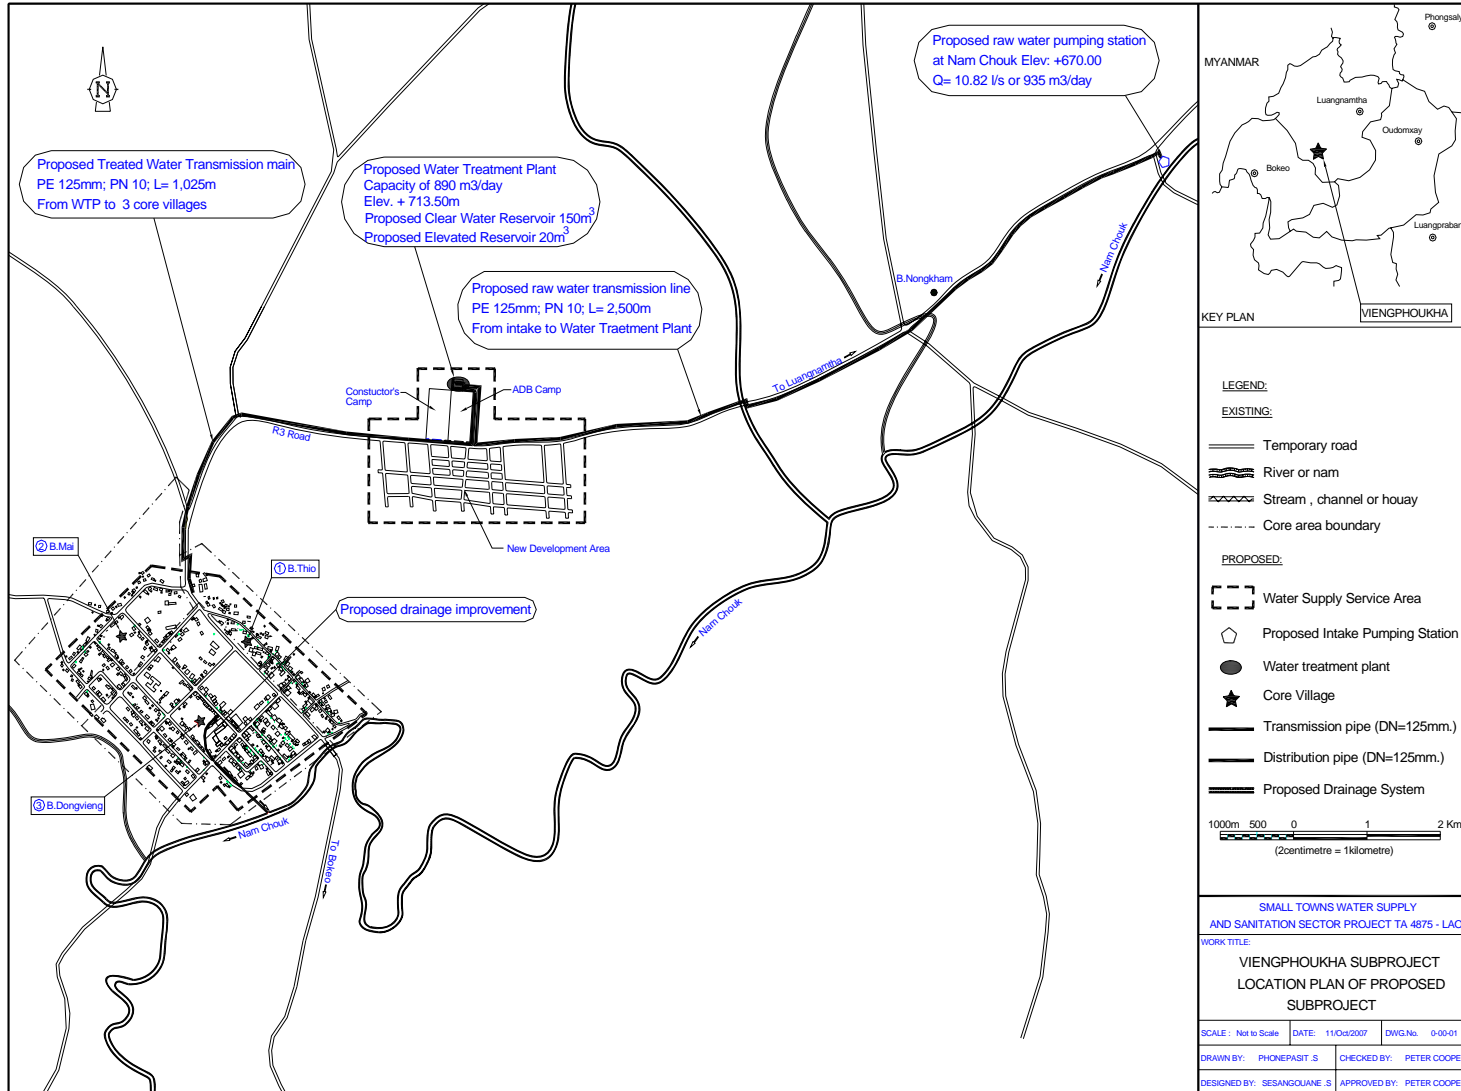 N
Proposed raw water pumping station
at Nam Chouk Elev: +670.00
Q= 10.82 l/s or 935 m3/day
Proposed Treated Water Transmission main
PE 125mm; PN 10; L= 1,025m
From WTP to 3 core villages
Proposed Water Treatment Plant
Capacity of 890 m3/day
Elev. + 713.50m
Proposed Clear Water Reservoir 150m3
Proposed Elevated Reservoir 20m3
Proposed raw water transmission line
PE 125mm; PN 10; L= 2,500m
From intake to Water Traetment Plant
B.Nongkham
Nam Chouk
To Luangnamtha
Constuctor's
Camp
ADB Camp
R3 Road
New Development Area
② B.Mai
① B.Thio
Proposed drainage improvement
Nam Chouk
③ B.Dongvieng
Nam Chouk
To Bokeo
Phongsaly
MYANMAR
Luangnamtha
Oudomxay
Bokeo
Luangprabang
VIENGPHOUKHA
KEY PLAN
LEGEND:
EXISTING:
Temporary road
River or nam
Stream , channel or houay
Core area boundary
PROPOSED:
Water Supply Service Area
Proposed Intake Pumping Station
Water treatment plant
Core Village
Transmission pipe (DN=125mm.)
Distribution pipe (DN=125mm.)
Proposed Drainage System
1000m 500 0 1 2 Km
(2centimetre = 1kilometre)
SMALL TOWNS WATER SUPPLY
AND SANITATION SECTOR PROJECT TA 4875 - LAO
WORK TITLE:
VIENGPHOUKHA SUBPROJECT
LOCATION PLAN OF PROPOSED
SUBPROJECT
SCALE : Not to Scale DATE: 11/Oct/2007 DWG.No. 0-00-01
DRAWN BY: PHONEPASIT .S CHECKED BY: PETER COOPE
DESIGNED BY: SESANGOUANE .S APPROVED BY: PETER COOPE